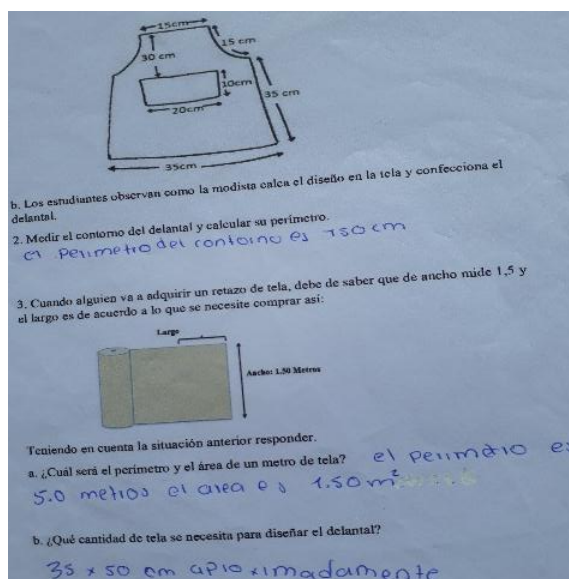 15cm
15 cm
30 cm
10cm
35 cm
20cm
35cm
b. Los estudiantes observan como la modista calca el diseño en la tela y confecciona el
delantal.
2. Medir el contorno del delantal y calcular su perímetro.
el perimetro del contorno es 150 cm
3. Cuando alguien va a adquirir un retazo de tela, debe de saber que de ancho mide 1,5 y
el largo es de acuerdo a lo que se necesite comprar así:
Largo
Ancho: 1.50 Metros
Teniendo en cuenta la situación anterior responder.
a. ¿Cuál será el perímetro y el área de un metro de tela? el perimetro es
5.0 metros el area es 1.50 m²
b. ¿Qué cantidad de tela se necesita para diseñar el delantal?
35 x 50 cm aproximadamente